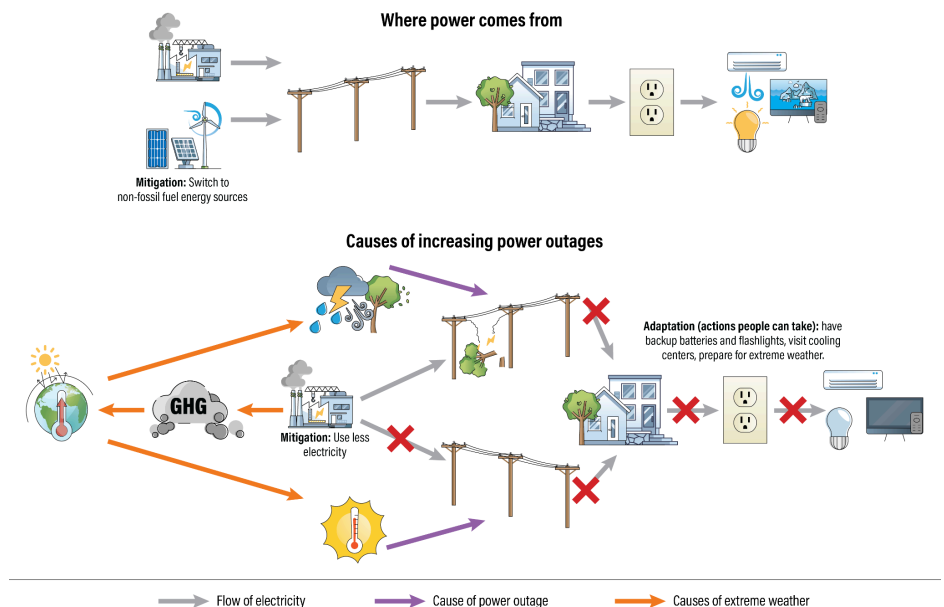 Where power comes from
Mitigation: Switch to
non-fossil fuel energy sources
Causes of increasing power outages
Adaptation (actions people can take): have
backup batteries and flashlights, visit cooling
centers, prepare for extreme weather.
GHG
Mitigation: Use less
electricity
Flow of electricity
Cause of power outage
Causes of extreme weather